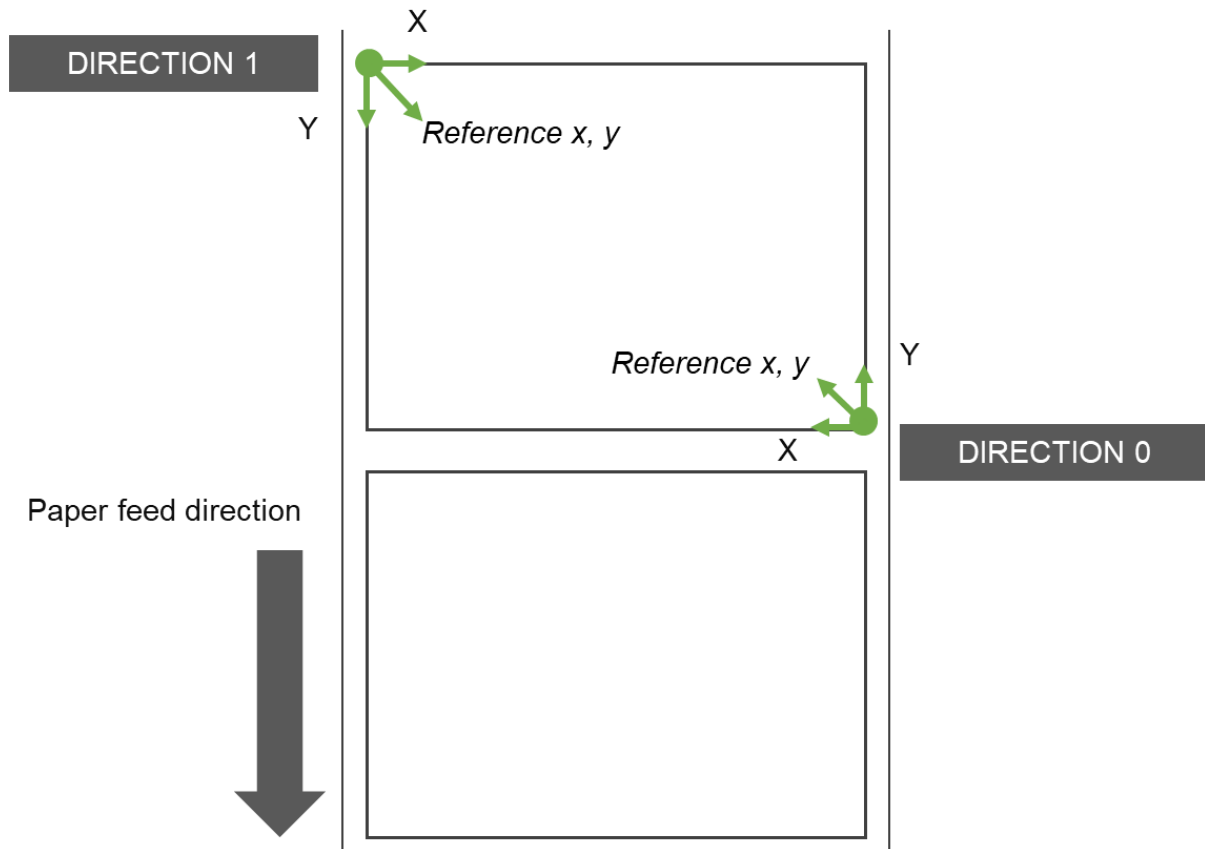 X
DIRECTION 1
Y
Reference x, y
Reference x, y
Y
X
DIRECTION 0
Paper feed direction